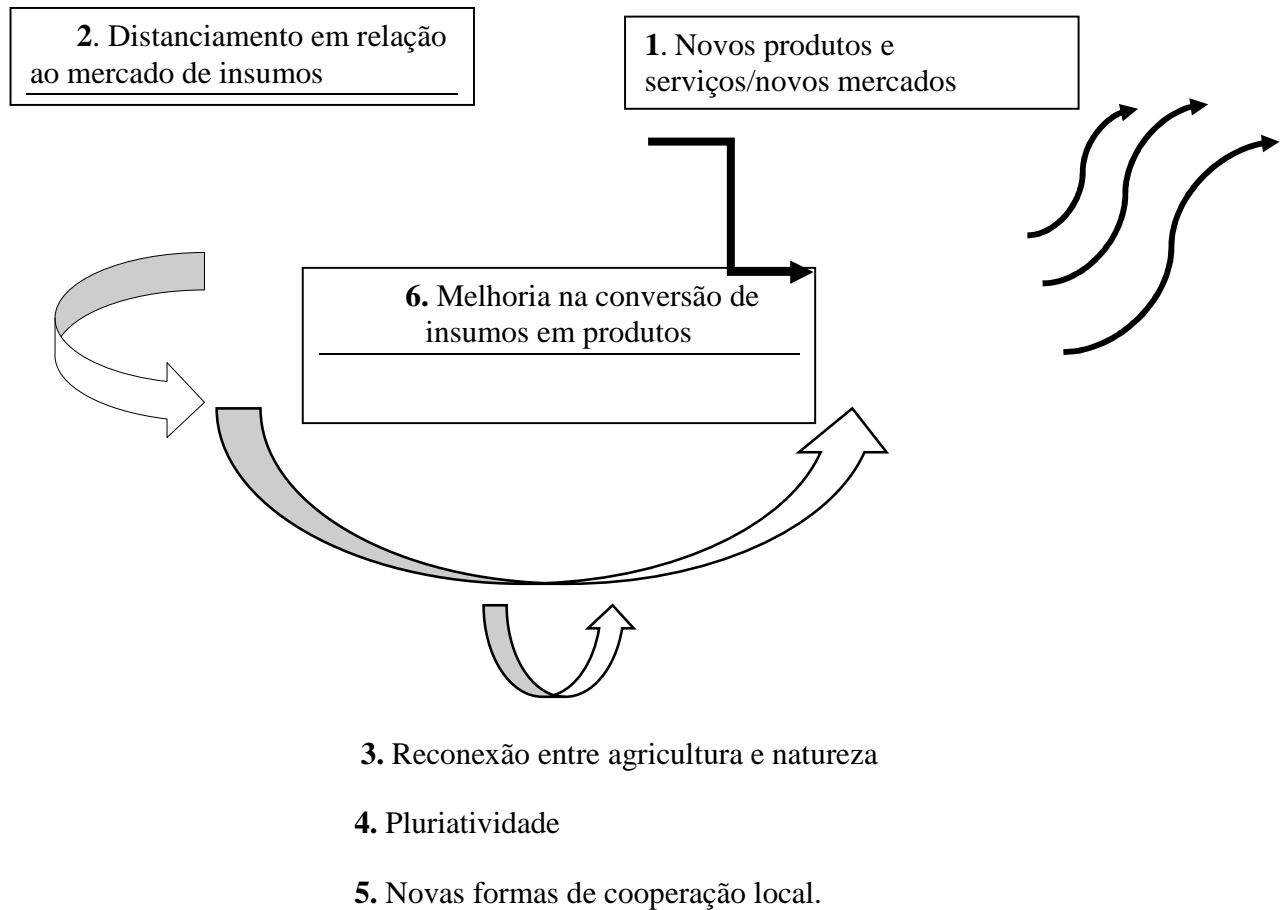 2. Distanciamento em relação
ao mercado de insumos
1. Novos produtos e
serviços/novos mercados
6. Melhoria na conversão de
insumos em produtos
3. Reconexão entre agricultura e natureza
4. Pluriatividade
5. Novas formas de cooperação local.